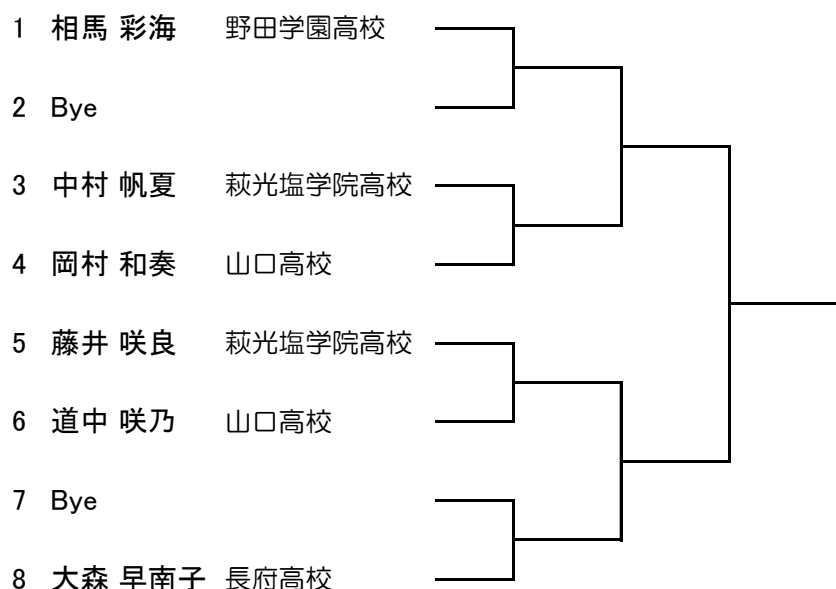 1 相馬 彩海 野田学園高校
2 Bye
3 中村 帆夏 萩光塩学院高校
4 岡村 和奏 山口高校
5 藤井 咲良 萩光塩学院高校
6 道中 咲乃 山口高校
7 Bye
8 大森 早南子 長府高校